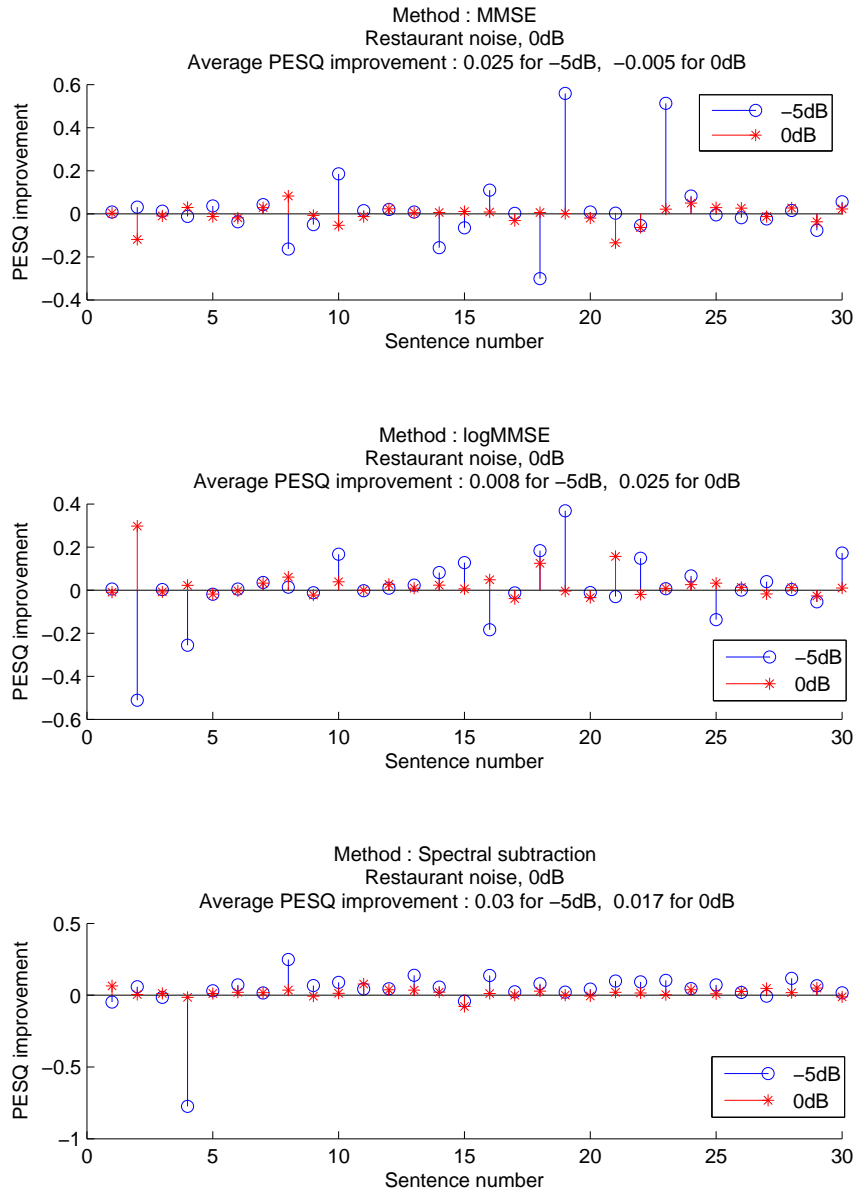 Method : MMSE
Restaurant noise, 0dB
Average PESQ improvement : 0.025 for −5dB,  −0.005 for 0dB
0.6
0.4
0.2
0
−0.2
−0.4
PESQ improvement
−5dB
0dB
0 5 10 15 20 25 30
Sentence number
Method : logMMSE
Restaurant noise, 0dB
Average PESQ improvement : 0.008 for −5dB,  0.025 for 0dB
0.4
0.2
0
−0.2
−0.4
−0.6
PESQ improvement
−5dB
0dB
0 5 10 15 20 25 30
Sentence number
Method : Spectral subtraction
Restaurant noise, 0dB
Average PESQ improvement : 0.03 for −5dB,  0.017 for 0dB
0.5
0
−0.5
−1
PESQ improvement
−5dB
0dB
0 5 10 15 20 25 30
Sentence number